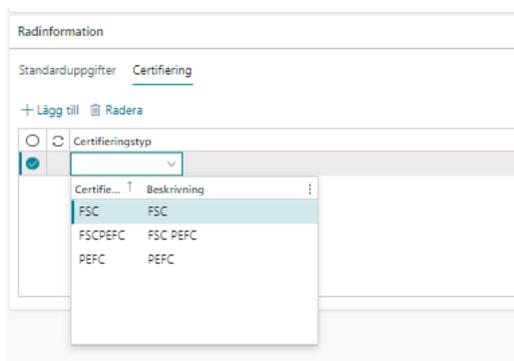 Radinformation
Standarduppgifter Certifiering
Lägg till Radera
Certifieringstyp
Certifie... Beskrivning
FSC FSC
FSCPEFC FSC PEFC
PEFC PEFC